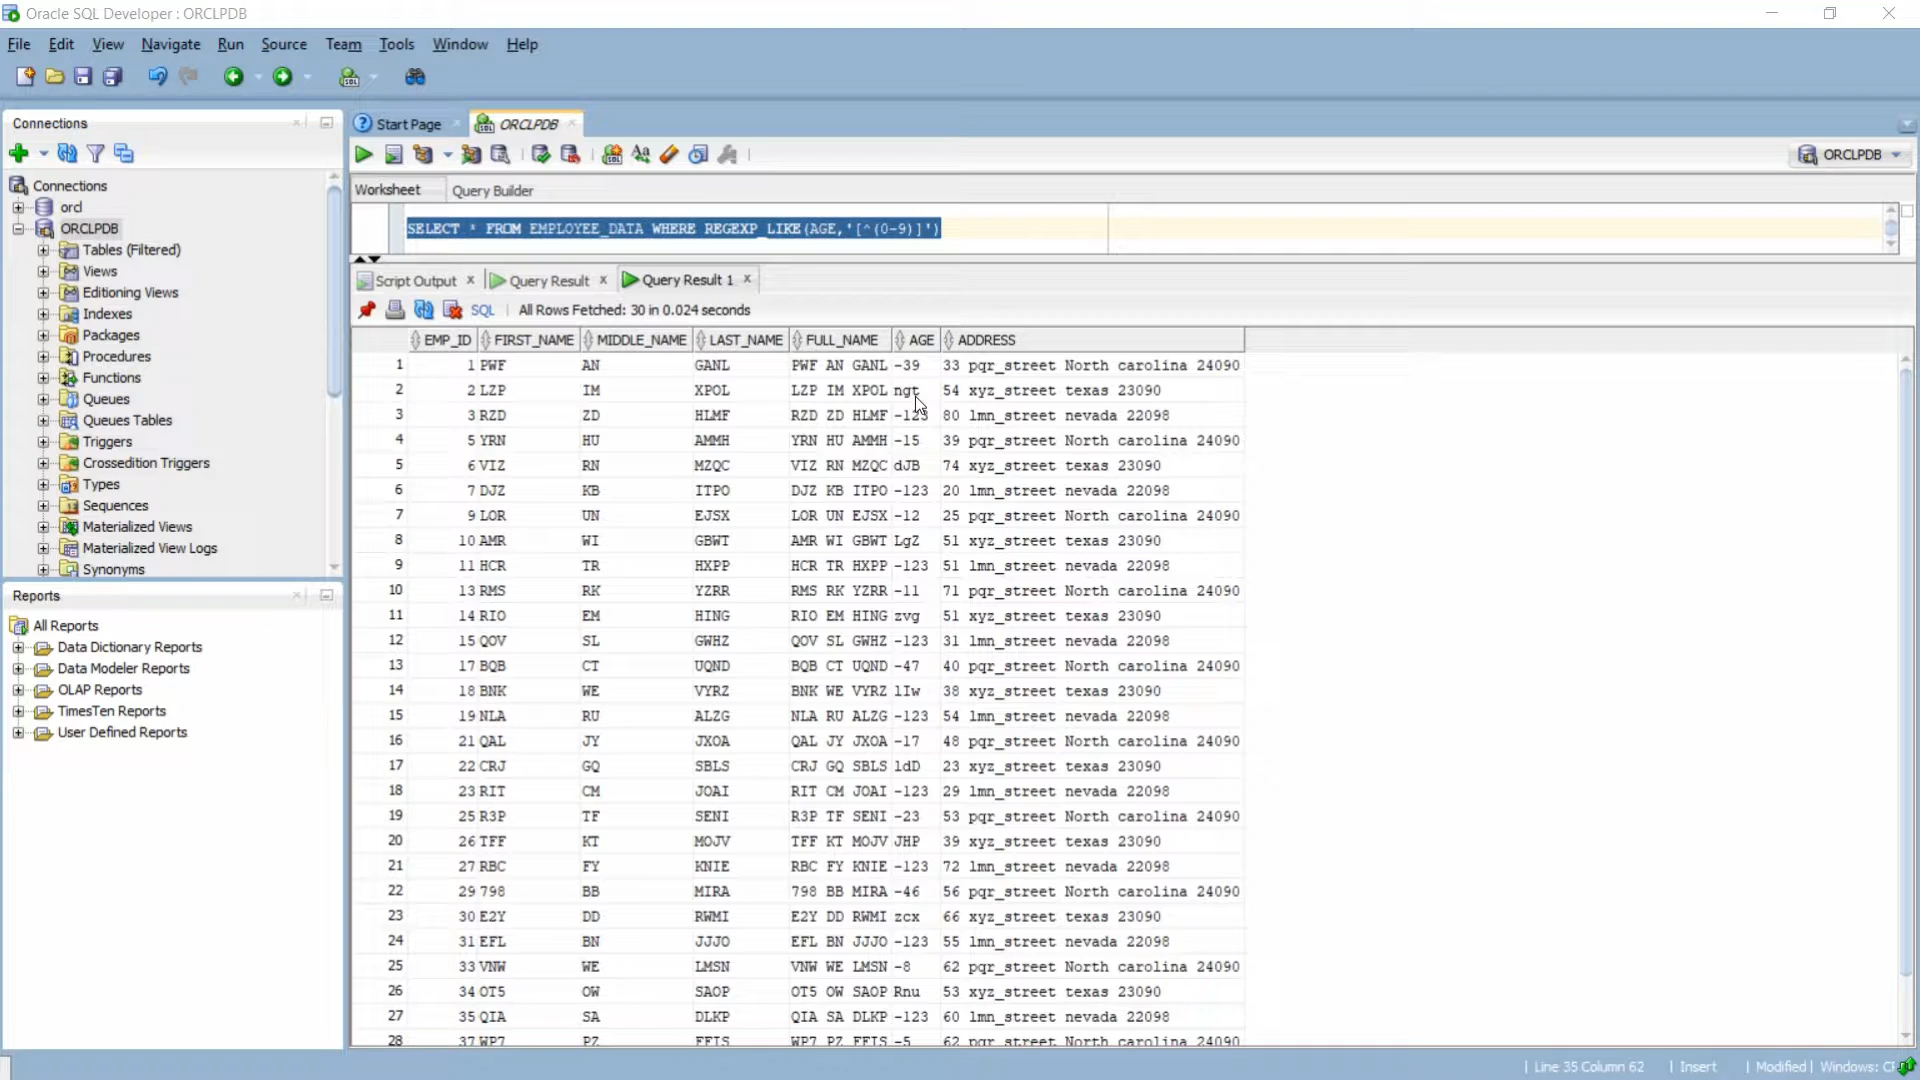 Oracle SQL Developer : ORCLPDB
File Edit View Navigate Run Source Team Tools Window Help
Connections
Start Page ORCLPDB
ORCLPDB
Worksheet Query Builder
SELECT * FROM EMPLOYEE_DATA WHERE REGEXP_LIKE(AGE,'[^(0-9)]')
Connections
orcl
ORCLPDB
Tables (Filtered)
Views
Editioning Views
Indexes
Packages
Procedures
Functions
Queues
Queues Tables
Triggers
Crossedition Triggers
Types
Sequences
Materialized Views
Materialized View Logs
Synonyms
Reports
All Reports
Data Dictionary Reports
Data Modeler Reports
OLAP Reports
TimesTen Reports
User Defined Reports
Script Output Query Result Query Result 1
SQL All Rows Fetched: 30 in 0.024 seconds
EMP_ID FIRST_NAME MIDDLE_NAME LAST_NAME FULL_NAME AGE ADDRESS
1 1 PWF AN GANL PWF AN GANL -39 33 pqr_street North carolina 24090
2 2 LZP IM XPOL LZP IM XPOL ngt 54 xyz_street texas 23090
3 3 RZD ZD HLMF RZD ZD HLMF -123 80 lmn_street nevada 22098
4 5 YRN HU AMMH YRN HU AMMH -15 39 pqr_street North carolina 24090
5 6 VIZ RN MZQC VIZ RN MZQC dJB 74 xyz_street texas 23090
6 7 DJZ KB ITPO DJZ KB ITPO -123 20 lmn_street nevada 22098
7 9 LOR UN EJSX LOR UN EJSX -12 25 pqr_street North carolina 24090
8 10 AMR WI GBWT AMR WI GBWT LgZ 51 xyz_street texas 23090
9 11 HCR TR HXPP HCR TR HXPP -123 51 lmn_street nevada 22098
10 13 RMS RK YZRR RMS RK YZRR -11 71 pqr_street North carolina 24090
11 14 RIO EM HING RIO EM HING zvg 51 xyz_street texas 23090
12 15 QOV SL GWHZ QOV SL GWHZ -123 31 lmn_street nevada 22098
13 17 BQB CT UQND BQB CT UQND -47 40 pqr_street North carolina 24090
14 18 BNK WE VYRZ BNK WE VYRZ lIw 38 xyz_street texas 23090
15 19 NLA RU ALZG NLA RU ALZG -123 54 lmn_street nevada 22098
16 21 QAL JY JXOA QAL JY JXOA -17 48 pqr_street North carolina 24090
17 22 CRJ GQ SBLS CRJ GQ SBLS ldD 23 xyz_street texas 23090
18 23 RIT CM JOAI RIT CM JOAI -123 29 lmn_street nevada 22098
19 25 R3P TF SENI R3P TF SENI -23 53 pqr_street North carolina 24090
20 26 TFF KT MOJV TFF KT MOJV JHP 39 xyz_street texas 23090
21 27 RBC FY KNIE RBC FY KNIE -123 72 lmn_street nevada 22098
22 29 798 BB MIRA 798 BB MIRA -46 56 pqr_street North carolina 24090
23 30 E2Y DD RWMI E2Y DD RWMI zcx 66 xyz_street texas 23090
24 31 EFL BN JJJO EFL BN JJJO -123 55 lmn_street nevada 22098
25 33 VNW WE LMSN VNW WE LMSN -8 62 pqr_street North carolina 24090
26 34 OT5 OW SAOP OT5 OW SAOP Rnu 53 xyz_street texas 23090
27 35 QIA SA DLKP QIA SA DLKP -123 60 lmn_street nevada 22098
28 37 WP7 PZ -5 62 pqr_street North carolina 24090
Line 35 Column 62 Insert Modified Windows: